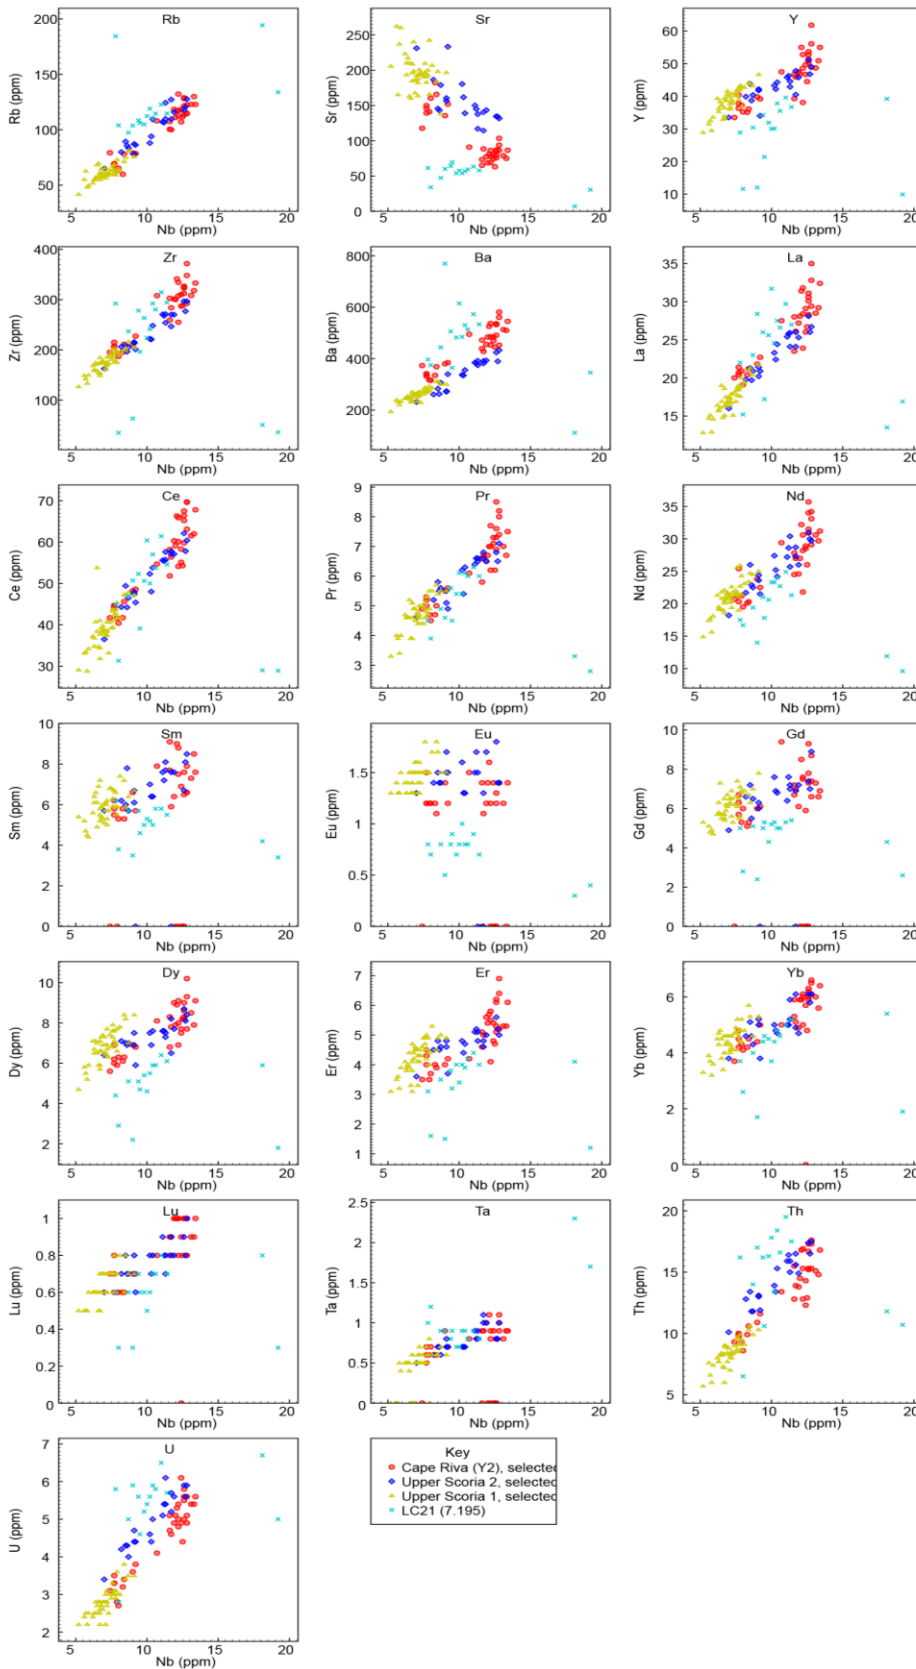 Rb
Rb (ppm)
200
150
100
50
5 10 15 20
Nb (ppm)
Sr
Sr (ppm)
250
200
150
100
50
0
5 10 15 20
Nb (ppm)
Y
Y (ppm)
60
50
40
30
20
10
5 10 15 20
Nb (ppm)
Zr
Zr (ppm)
400
300
200
100
5 10 15 20
Nb (ppm)
Ba
Ba (ppm)
800
600
400
200
5 10 15 20
Nb (ppm)
La
La (ppm)
35
30
25
20
15
5 10 15 20
Nb (ppm)
Ce
Ce (ppm)
70
60
50
40
30
5 10 15 20
Nb (ppm)
Pr
Pr (ppm)
9
8
7
6
5
4
3
5 10 15 20
Nb (ppm)
Nd
Nd (ppm)
35
30
25
20
15
10
5 10 15 20
Nb (ppm)
Sm
Sm (ppm)
10
8
6
4
2
0
5 10 15 20
Nb (ppm)
Eu
Eu (ppm)
1.5
1
0.5
0
5 10 15 20
Nb (ppm)
Gd
Gd (ppm)
10
8
6
4
2
0
5 10 15 20
Nb (ppm)
Dy
Dy (ppm)
10
8
6
4
2
5 10 15 20
Nb (ppm)
Er
Er (ppm)
7
6
5
4
3
2
1
5 10 15 20
Nb (ppm)
Yb
Yb (ppm)
6
4
2
0
5 10 15 20
Nb (ppm)
Lu
Lu (ppm)
1
0.8
0.6
0.4
0.2
0
5 10 15 20
Nb (ppm)
Ta
Ta (ppm)
2.5
2
1.5
1
0.5
0
5 10 15 20
Nb (ppm)
Th
Th (ppm)
20
15
10
5
5 10 15 20
Nb (ppm)
U
U (ppm)
7
6
5
4
3
2
5 10 15 20
Nb (ppm)
Key
Cape Riva (Y2), selected
Upper Scoria 2, selected
Upper Scoria 1, selected
LC21 (7.195)